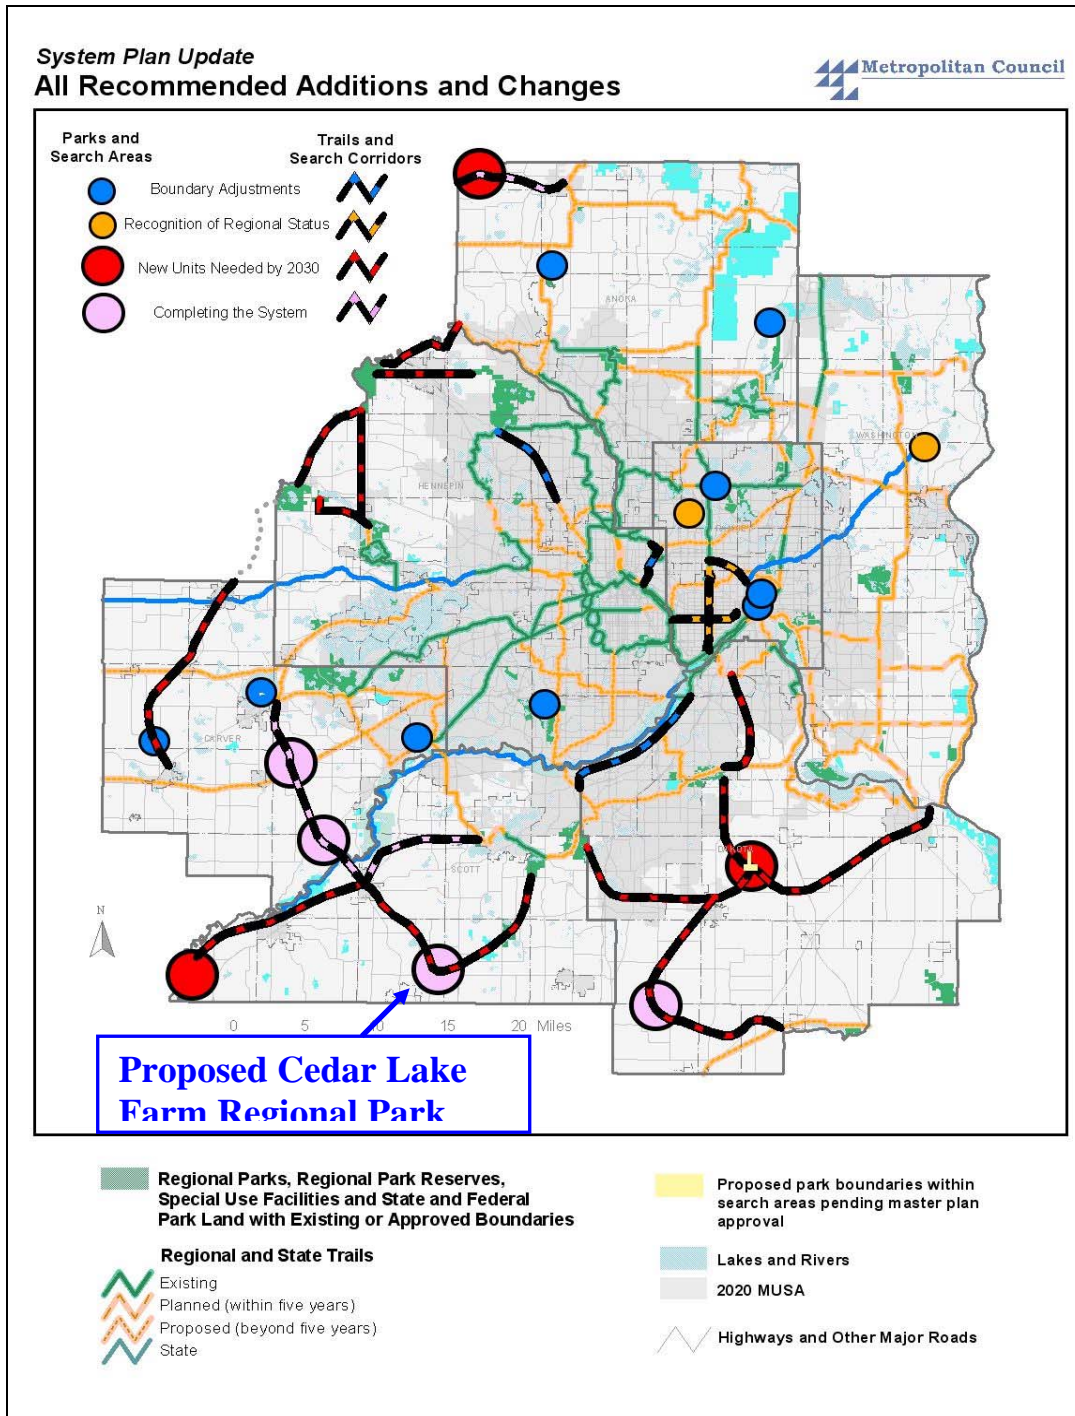 System Plan Update
All Recommended Additions and Changes
Metropolitan Council
Parks and
Search Areas
Trails and
Search Corridors
Boundary Adjustments
Recognition of Regional Status
New Units Needed by 2030
Completing the System
ANOKA
WASHINGTON
HENNEPIN
CARVER
SCOTT
DAKOTA
N
0 5 10 15 20 Miles
Proposed Cedar Lake
Farm Regional Park
Regional Parks, Regional Park Reserves,
Special Use Facilities and State and Federal
Park Land with Existing or Approved Boundaries
Regional and State Trails
Existing
Planned (within five years)
Proposed (beyond five years)
State
Proposed park boundaries within
search areas pending master plan
approval
Lakes and Rivers
2020 MUSA
Highways and Other Major Roads